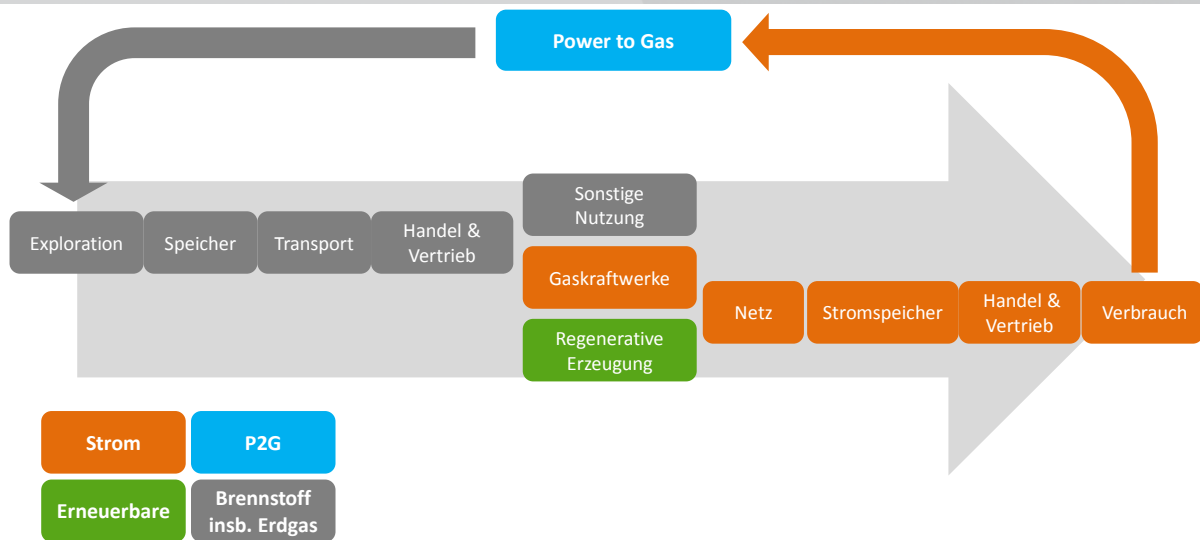 Power to Gas
Exploration
Speicher
Transport
Handel &
Vertrieb
Sonstige
Nutzung
Gaskraftwerke
Regenerative
Erzeugung
Netz
Stromspeicher
Handel &
Vertrieb
Verbrauch
Strom
P2G
Erneuerbare
Brennstoff
insb. Erdgas